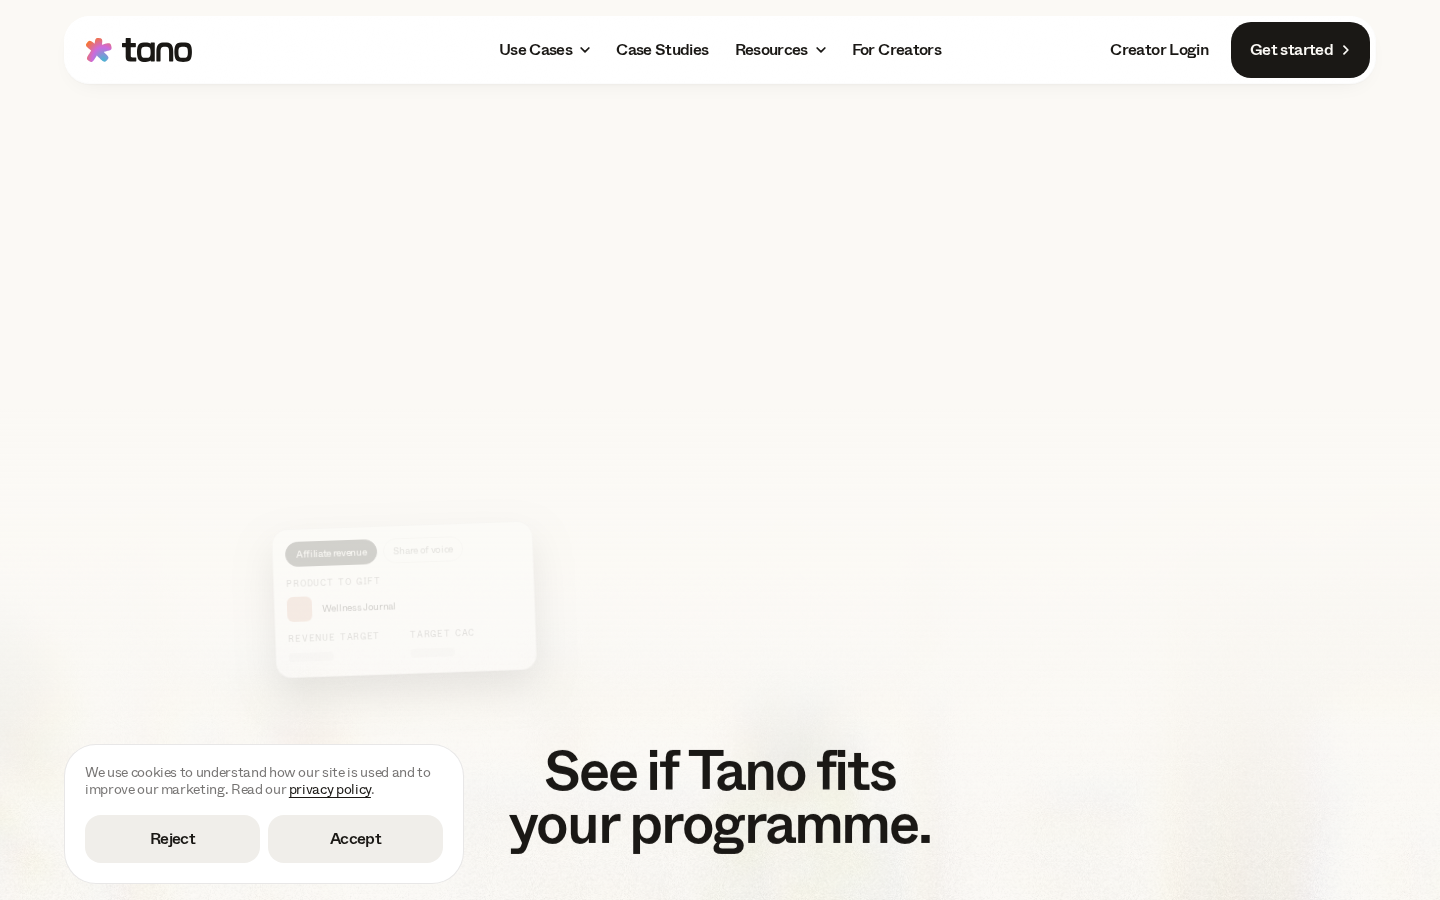 tano
Use Cases
Case Studies
Resources
For Creators
Creator Login
Get started
Affiliate revenue
Share of voice
PRODUCT TO GIFT
Wellness Journal
REVENUE TARGET
TARGET CAC
See if Tano fits
your programme.
We use cookies to understand how our site is used and to
improve our marketing. Read our privacy policy.
Reject
Accept